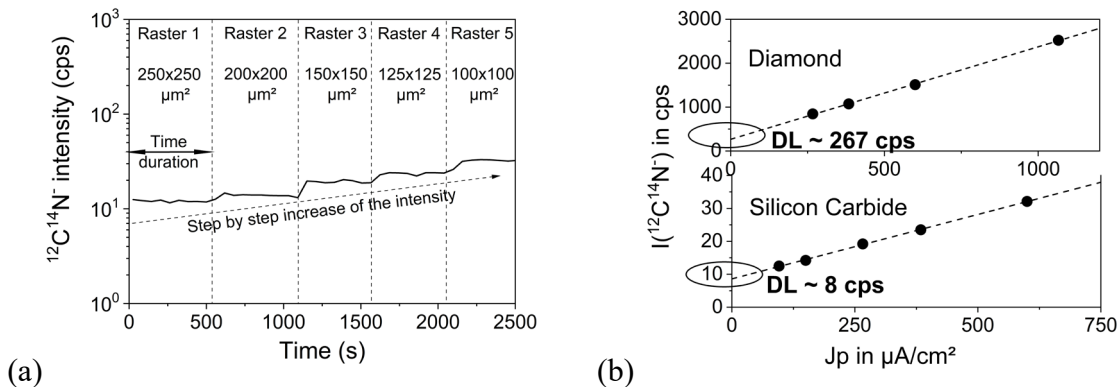 Raster 1 Raster 2 Raster 3 Raster 4 Raster 5
250x250 200x200 150x150 125x125 100x100
µm² µm² µm² µm² µm²
Time
duration
Step by step increase of the intensity
10³
10²
10¹
10⁰
¹²C¹⁴N⁻ intensity (cps)
0 500 1000 1500 2000 2500
Time (s)
(a)
3000
2000
1000
0
Diamond
DL ~ 267 cps
0 500 1000
I(¹²C¹⁴N⁻) in cps
40
30
20
10
0
Silicon Carbide
DL ~ 8 cps
0 250 500 750
Jp in µA/cm²
(b)